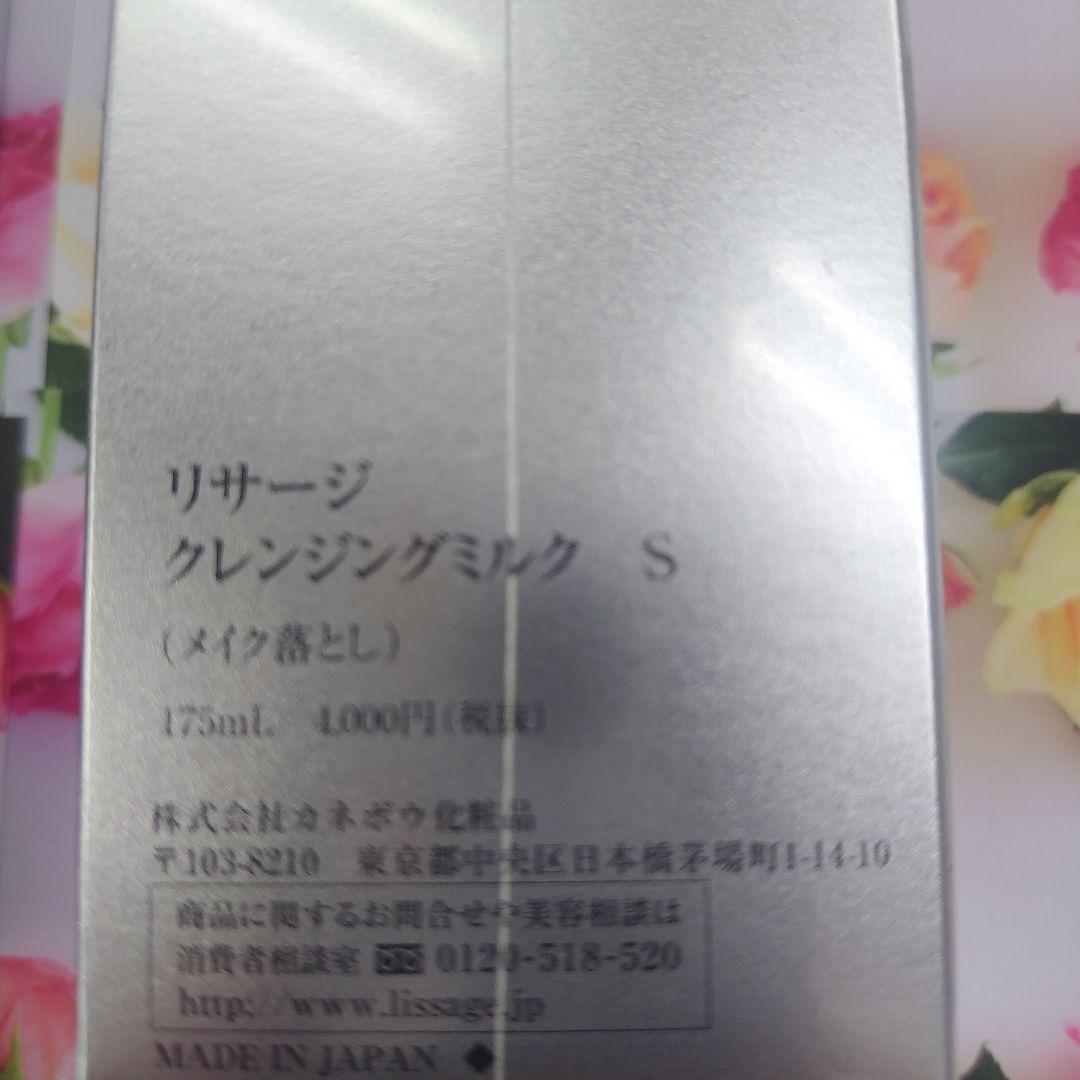 リサージ
クレンジングミルク S
(メイク落とし)
175mL 4,000円(税抜)
株式会社カネボウ化粧品
〒103-8210 東京都中央区日本橋茅場町1-14-10
商品に関するお問合せや美容相談は
消費者相談室 0120-518-520
http://www.lissage.jp
MADE IN JAPAN ◆